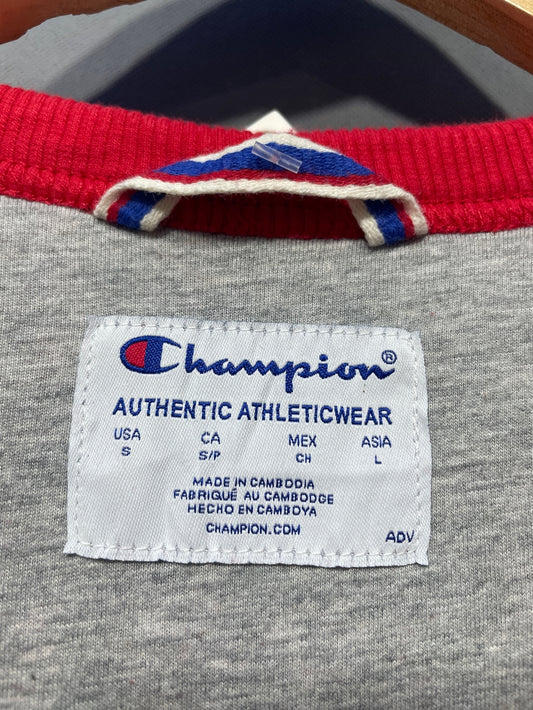 Champion®
AUTHENTIC ATHLETICWEAR
USA CA MEX ASIA
S S/P CH L
MADE IN CAMBODIA
FABRIQUÉ AU CAMBODGE
HECHO EN CAMBOYA
CHAMPION.COM
ADV